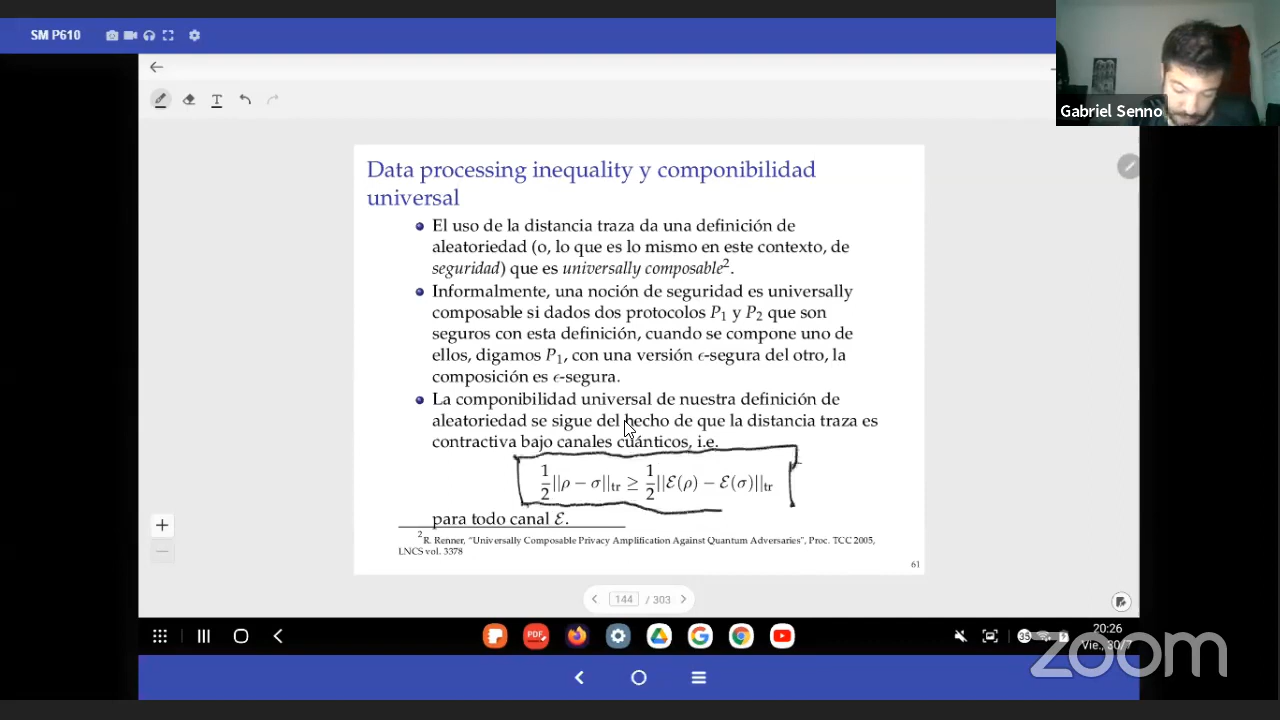 SM P610
Gabriel Senno
T
Data processing inequality y componibilidad
universal
El uso de la distancia traza da una definición de
aleatoriedad (o, lo que es lo mismo en este contexto, de
seguridad) que es universally composable².
Informalmente, una noción de seguridad es universally
composable si dados dos protocolos P₁ y P₂ que son
seguros con esta definición, cuando se compone uno de
ellos, digamos P₁, con una versión ϵ-segura del otro, la
composición es ϵ-segura.
La componibilidad universal de nuestra definición de
aleatoriedad se sigue del hecho de que la distancia traza es
contractiva bajo canales cuánticos, i.e.
1/2||ρ − σ||tr ≥ 1/2||ℰ(ρ) − ℰ(σ)||tr
para todo canal ℰ.
²R. Renner, "Universally Composable Privacy Amplification Against Quantum Adversaries", Proc. TCC 2005,
LNCS vol. 3378
61
144 / 303
PDF
35
20:26
Vie., 30/7
zoom